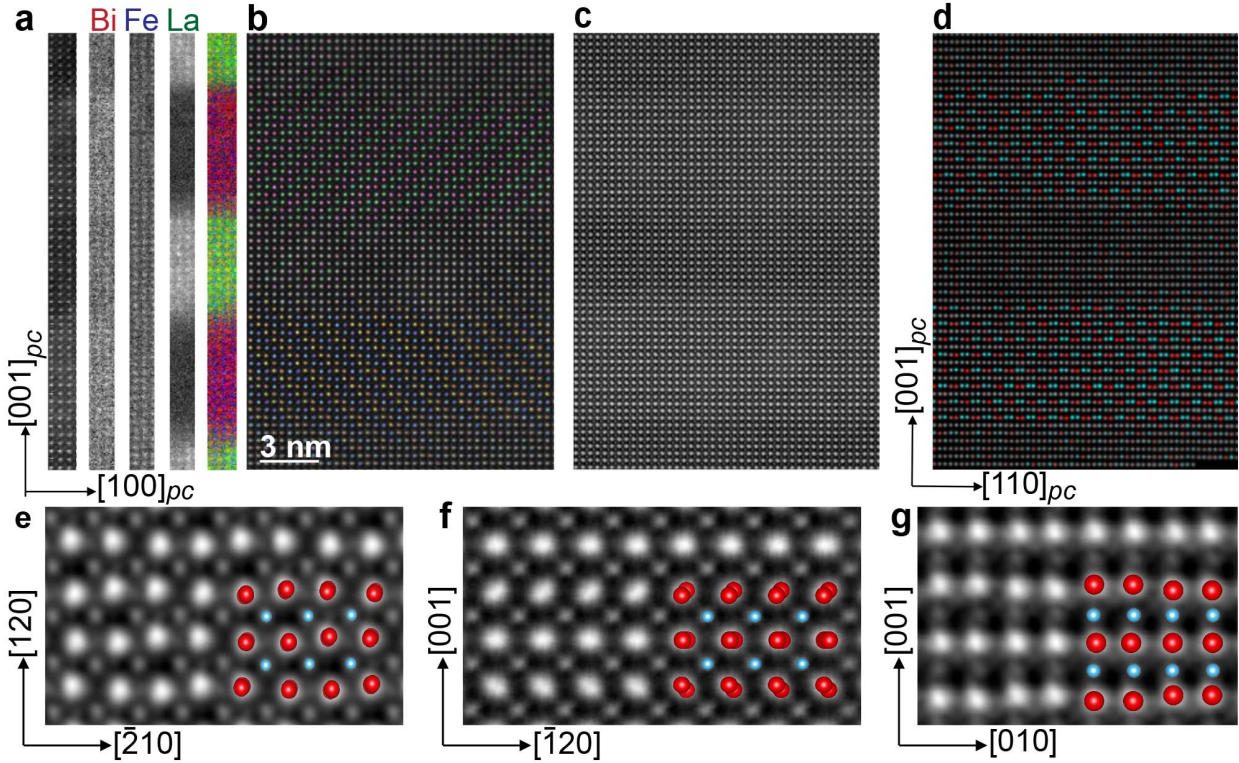 a
Bi Fe La
b
c
d
[001]pc
[100]pc
3 nm
[001]pc
[110]pc
e
[120]
[2̄10]
f
[001]
[1̄20]
g
[001]
[010]